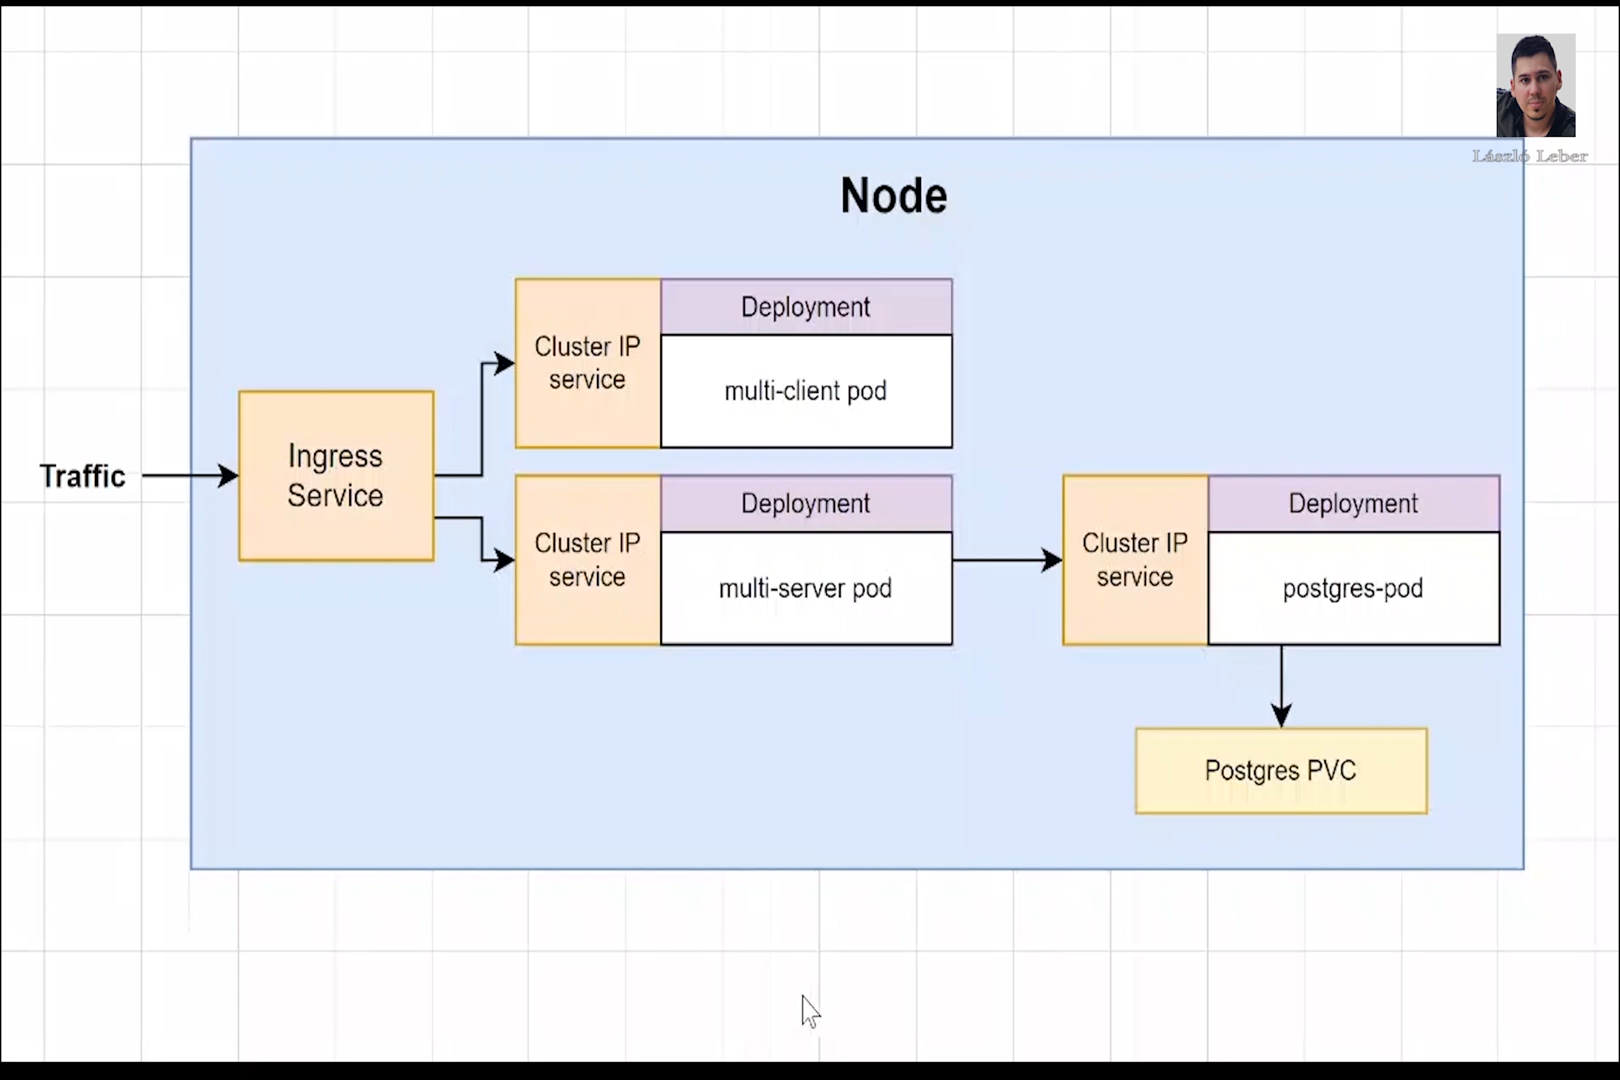 László Leber
Node
Deployment
Cluster IP
service
multi-client pod
Traffic
Ingress
Service
Deployment
Cluster IP
service
multi-server pod
Deployment
Cluster IP
service
postgres-pod
Postgres PVC